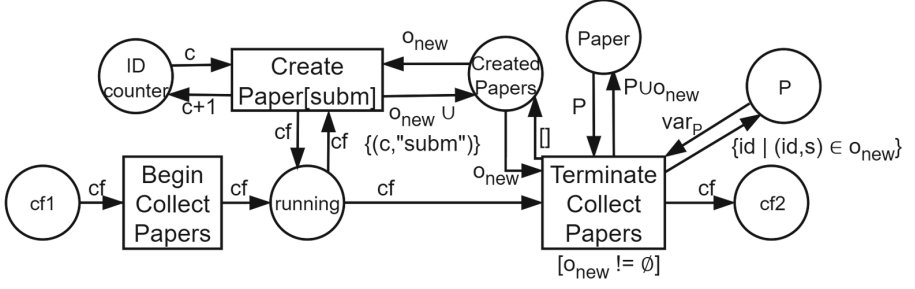 ID
counter
c
c+1
Create
Paper[subm]
o_new
o_new ∪
{(c,"subm")}
Created
Papers
Paper
P
P∪o_new
P
var_P
{id | (id,s) ∈ o_new}
cf
cf
[]
o_new
cf1
cf
Begin
Collect
Papers
cf
running
cf
Terminate
Collect
Papers
cf
cf2
[o_new != ∅]